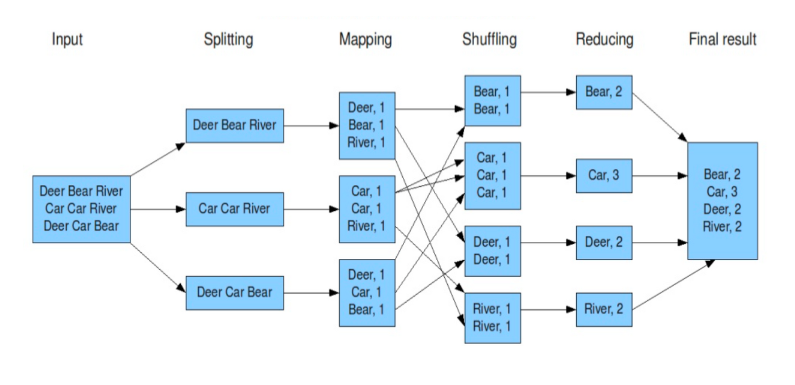 Input
Splitting
Mapping
Shuffling
Reducing
Final result
Deer Bear River
Car Car River
Deer Car Bear
Deer Bear River
Car Car River
Deer Car Bear
Deer, 1
Bear, 1
River, 1
Car, 1
Car, 1
River, 1
Deer, 1
Car, 1
Bear, 1
Bear, 1
Bear, 1
Car, 1
Car, 1
Car, 1
Deer, 1
Deer, 1
River, 1
River, 1
Bear, 2
Car, 3
Deer, 2
River, 2
Bear, 2
Car, 3
Deer, 2
River, 2